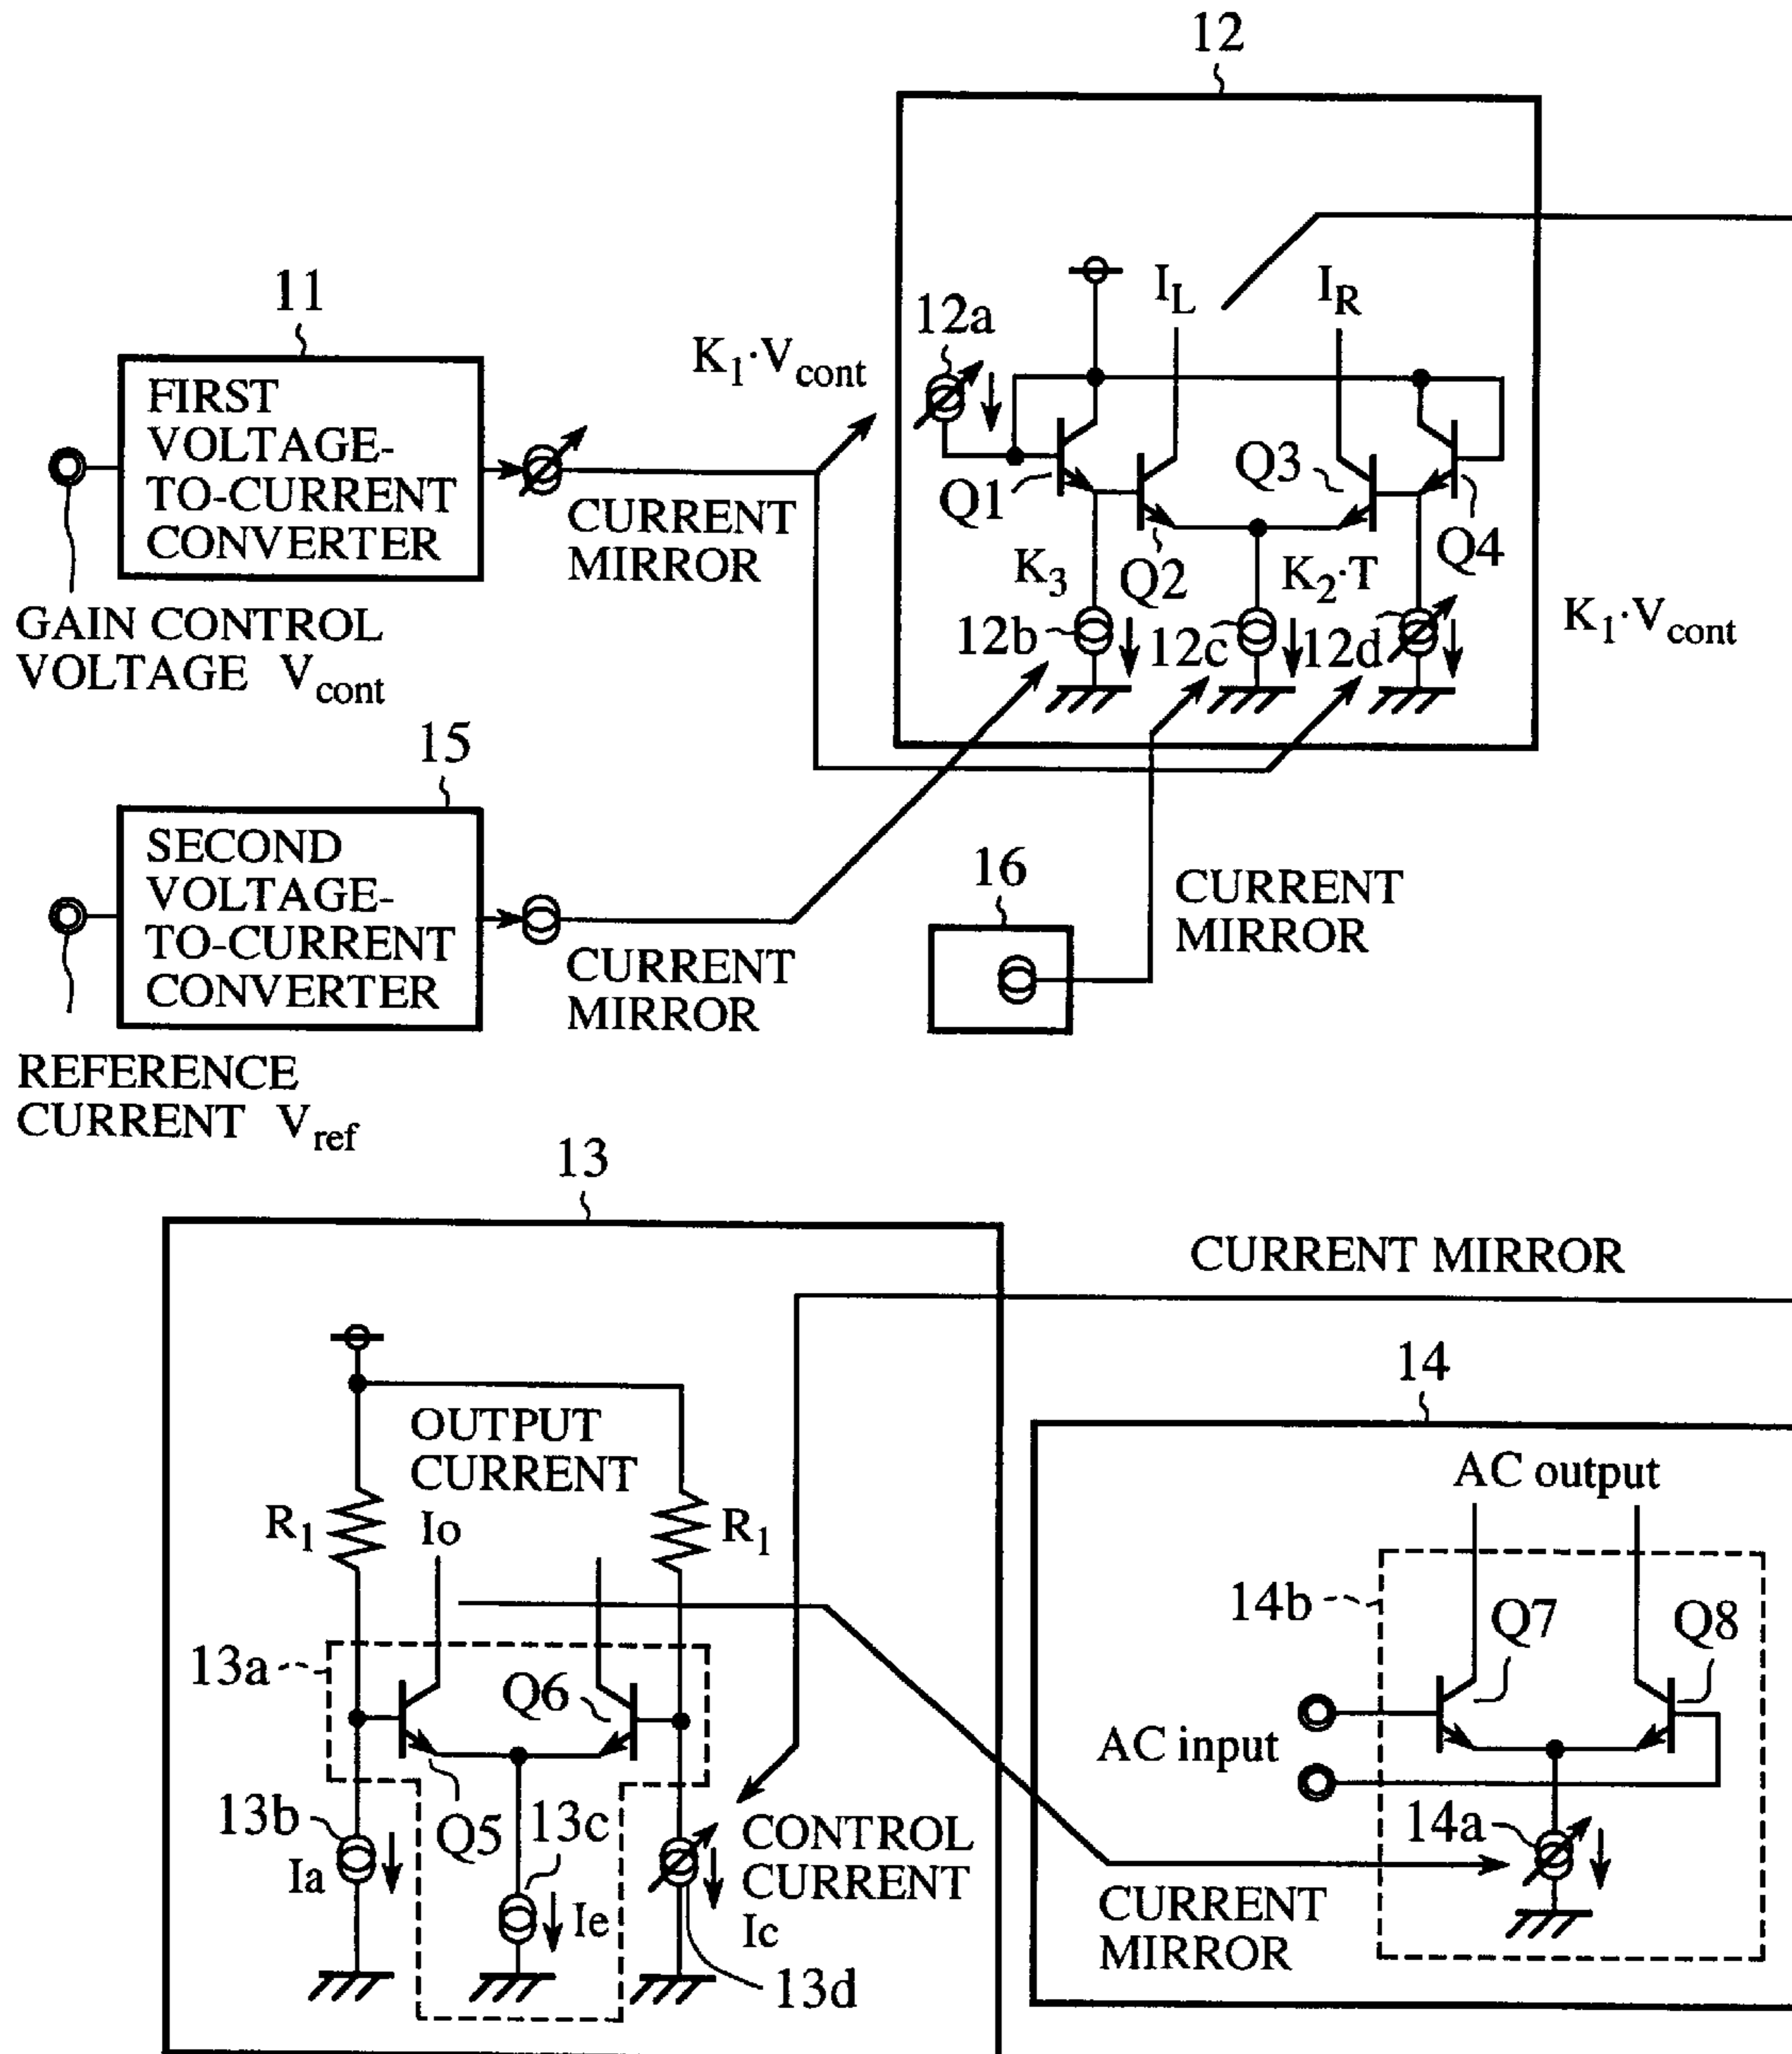 12
11
FIRST
VOLTAGE-
TO-CURRENT
CONVERTER
GAIN CONTROL
VOLTAGE V_cont
CURRENT
MIRROR
K_1·V_cont
12a
I_L
I_R
Q1
Q2
Q3
Q4
K_3
K_2·T
12b
12c
12d
K_1·V_cont
15
SECOND
VOLTAGE-
TO-CURRENT
CONVERTER
REFERENCE
CURRENT V_ref
CURRENT
MIRROR
16
CURRENT
MIRROR
13
CURRENT MIRROR
OUTPUT
CURRENT
Io
R_1
R_1
13a
Q6
Q5
13b
Ia
13c
Ie
13d
CONTROL
CURRENT
Ic
14
AC output
14b
Q7
Q8
AC input
14a
CURRENT
MIRROR